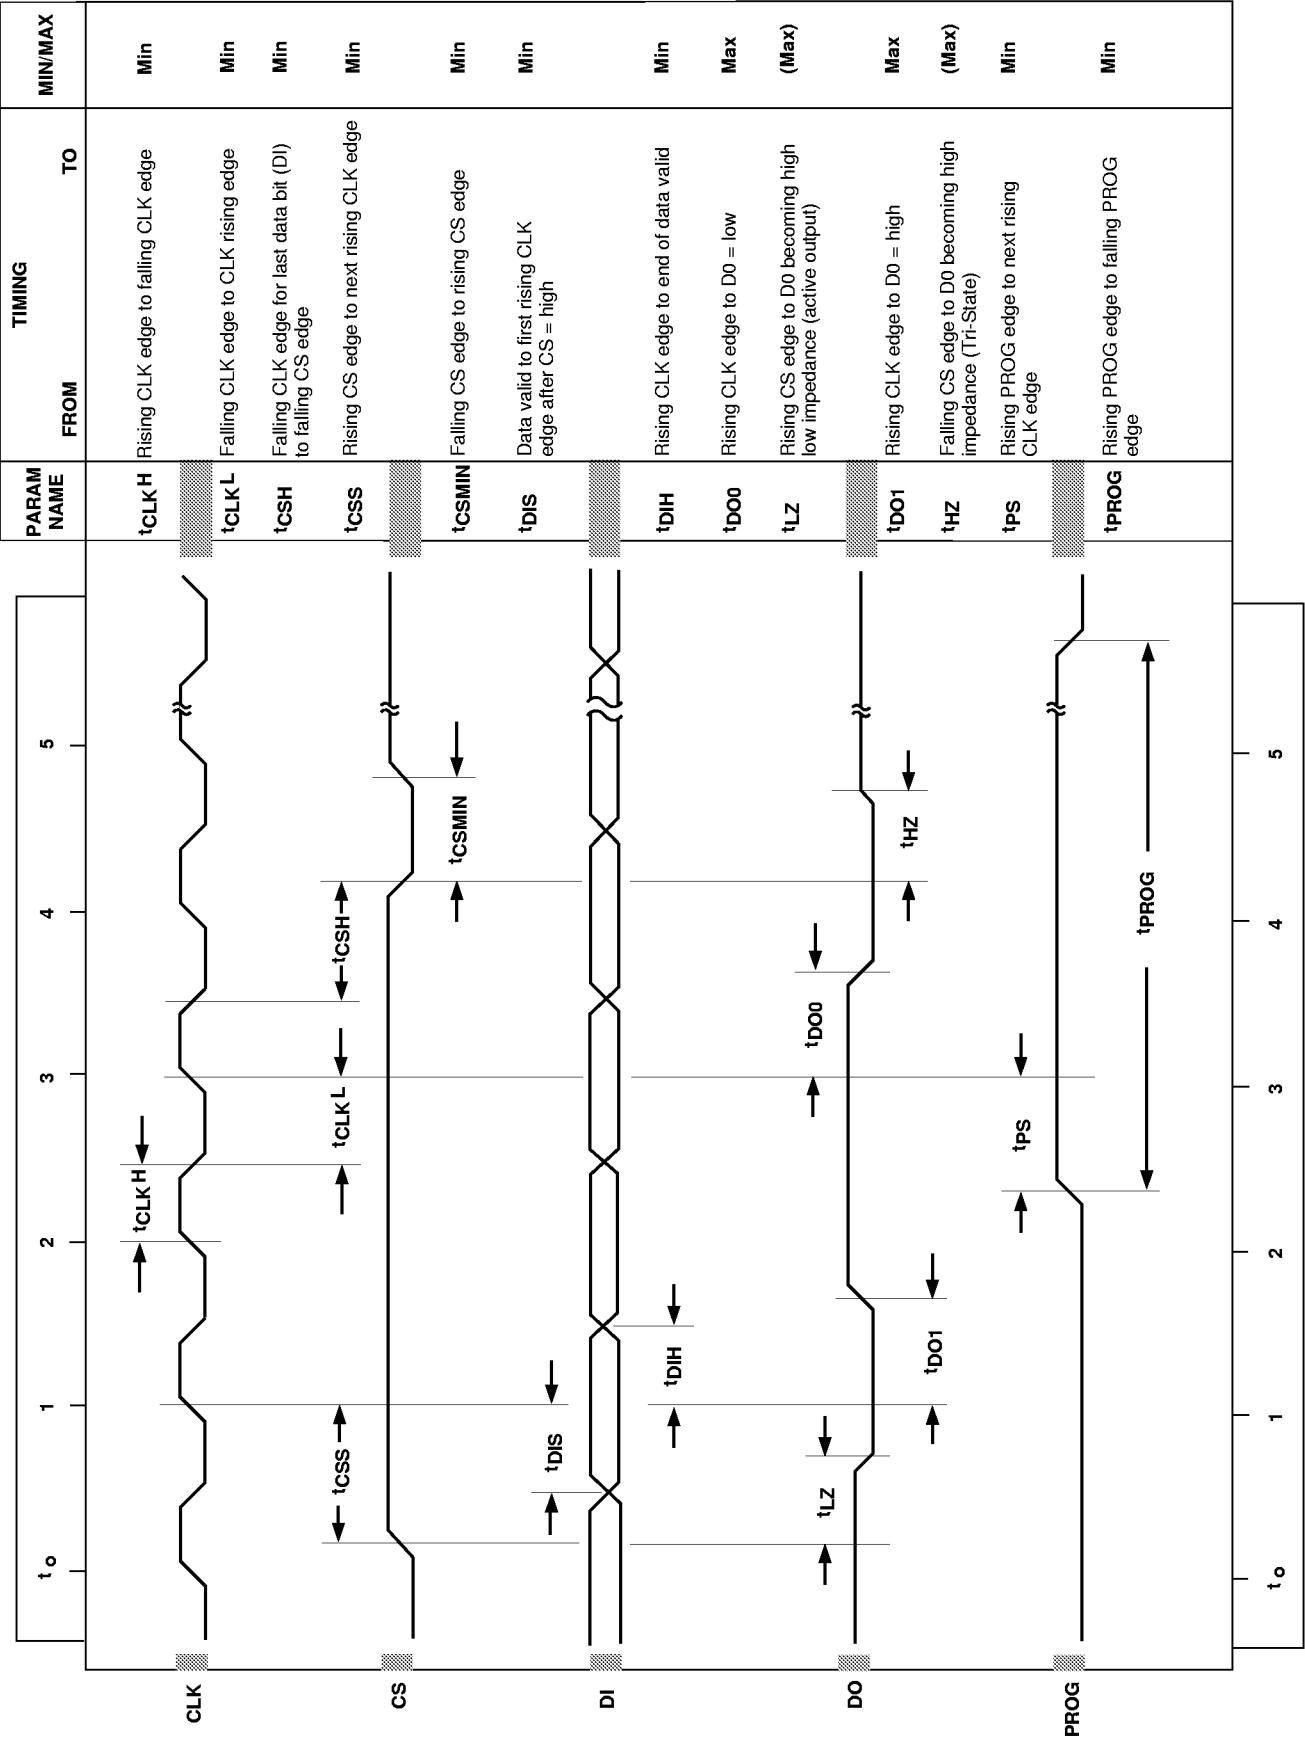 PARAM NAME
TIMING
FROM
TO
MIN/MAX
tCLKH Rising CLK edge to falling CLK edge Min
tCLKL Falling CLK edge to CLK rising edge Min
tCSH Falling CLK edge for last data bit (DI)
to falling CS edge Min
tCSS Rising CS edge to next rising CLK edge Min
tCSMIN Falling CS edge to rising CS edge Min
tDIS Data valid to first rising CLK
edge after CS = high Min
tDIH Rising CLK edge to end of data valid Min
tDO0 Rising CLK edge to D0 = low Max
tLZ Rising CS edge to D0 becoming high
low impedance (active output) (Max)
tDO1 Rising CLK edge to D0 = high Max
tHZ Falling CS edge to D0 becoming high
impedance (Tri-State) (Max)
tPS Rising PROG edge to next rising
CLK edge Min
tPROG Rising PROG edge to falling PROG
edge Min
to 1 2 3 4 5
CLK
tCLKH
tCSS tCLKL tCSH
CS
tCSMIN
tDIS
DI
tDIH
tLZ tDO0
DO
tDO1 tHZ
tPS
PROG
tPROG
to 1 2 3 4 5